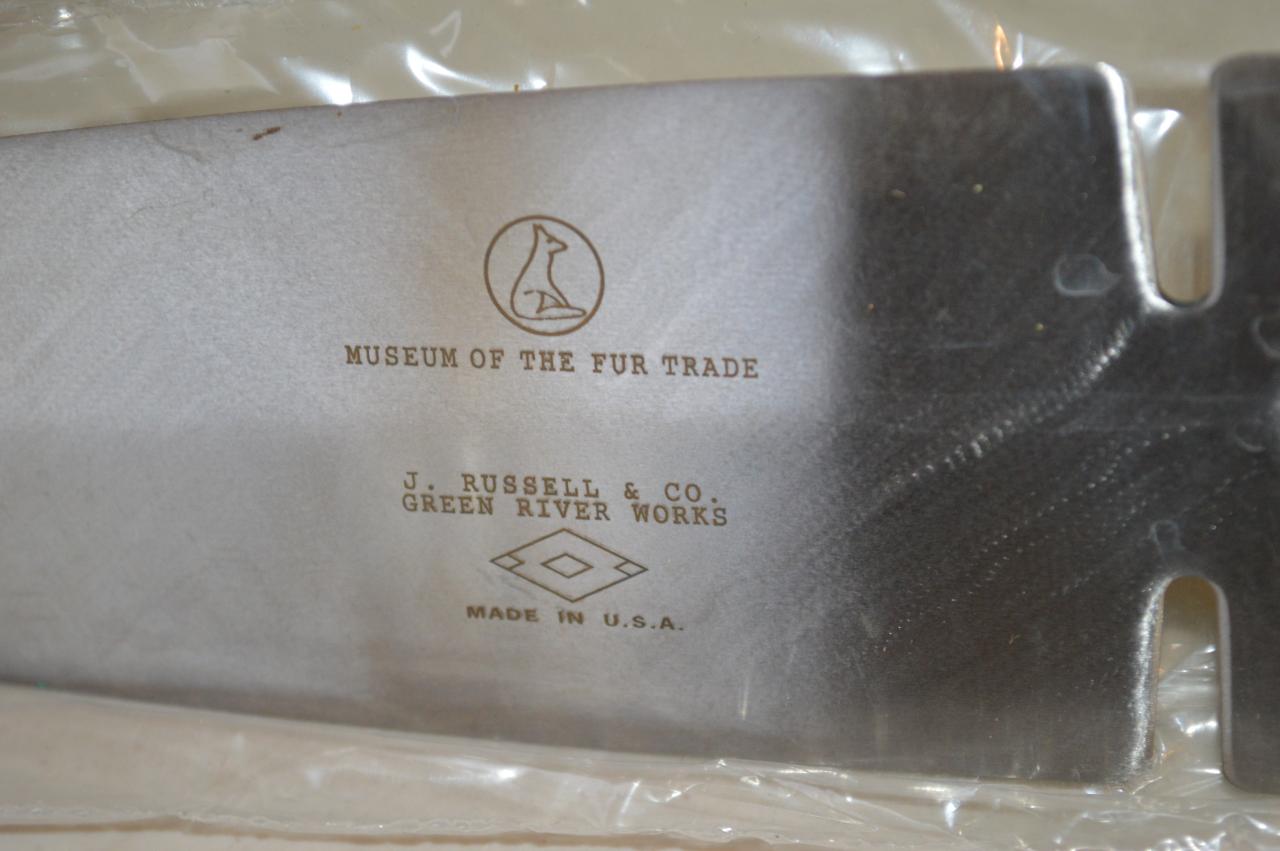 MUSEUM OF THE FUR TRADE
J. RUSSELL & CO.
GREEN RIVER WORKS
MADE IN U.S.A.